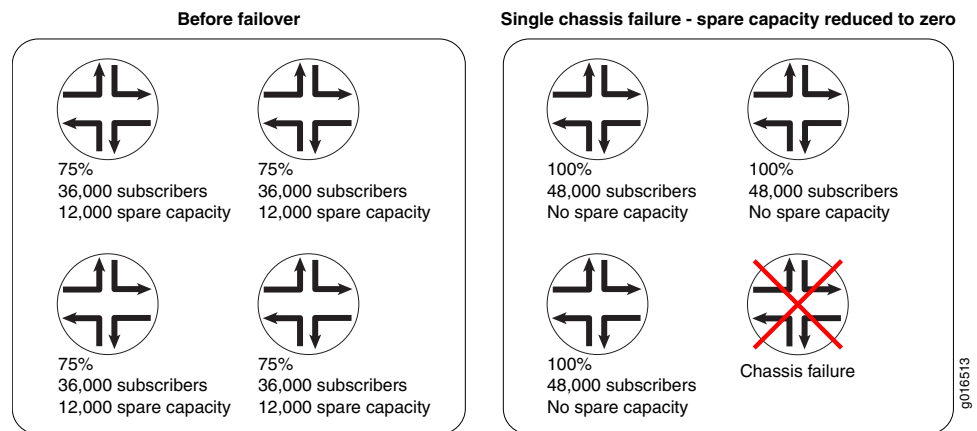 Before failover
Single chassis failure - spare capacity reduced to zero
75%
36,000 subscribers
12,000 spare capacity
75%
36,000 subscribers
12,000 spare capacity
75%
36,000 subscribers
12,000 spare capacity
75%
36,000 subscribers
12,000 spare capacity
100%
48,000 subscribers
No spare capacity
100%
48,000 subscribers
No spare capacity
100%
48,000 subscribers
No spare capacity
Chassis failure
g016513